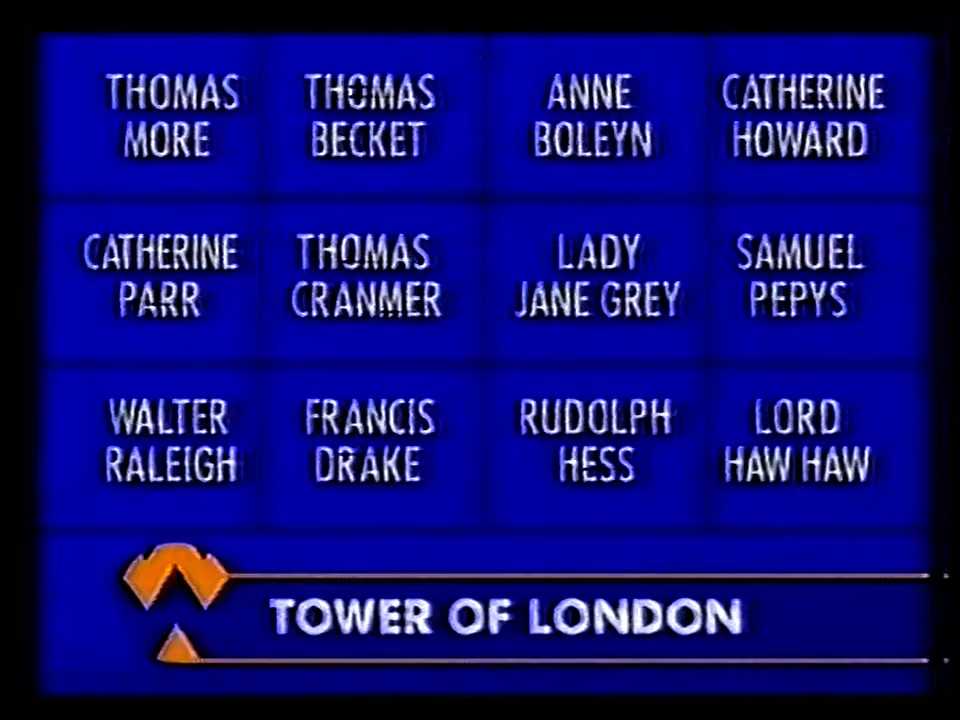 THOMAS MORE
THOMAS BECKET
ANNE BOLEYN
CATHERINE HOWARD
CATHERINE PARR
THOMAS CRANMER
LADY JANE GREY
SAMUEL PEPYS
WALTER RALEIGH
FRANCIS DRAKE
RUDOLPH HESS
LORD HAW HAW
TOWER OF LONDON